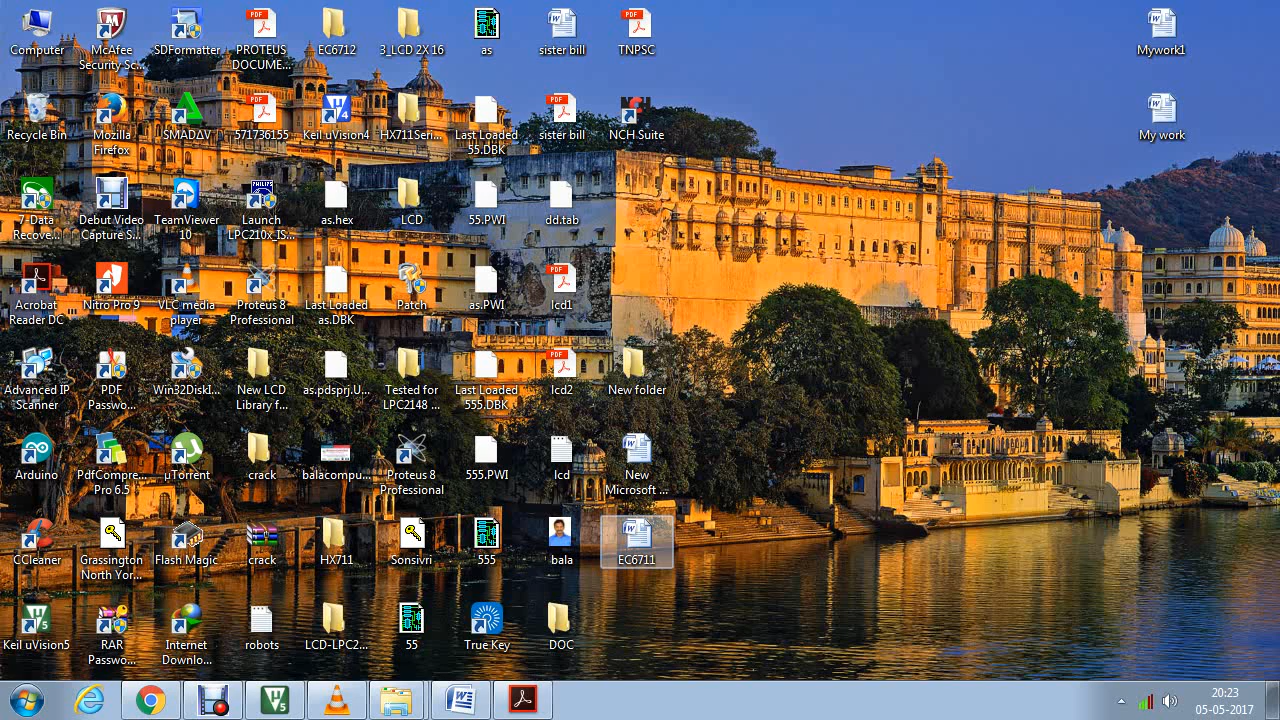 Computer
McAfee
Security Sc...
SDFormatter
PROTEUS
DOCUME...
EC6712
3_LCD 2X 16
as
sister bill
TNPSC
Mywork1
Recycle Bin
Mozilla
Firefox
SMADΔV
571736155
Keil uVision4
HX711Seri...
Last Loaded
55.DBK
sister bill
NCH Suite
My work
7-Data
Recove...
Debut Video
Capture S...
TeamViewer
10
Launch
LPC210x_IS...
as.hex
LCD
55.PWI
dd.tab
Acrobat
Reader DC
Nitro Pro 9
VLC media
player
Proteus 8
Professional
Last Loaded
as.DBK
Patch
as.PWI
lcd1
Advanced IP
Scanner
PDF
Passwo...
Win32DiskI...
New LCD
Library f...
as.pdsprj.U...
Tested for
LPC2148 ...
Last Loaded
555.DBK
lcd2
New folder
Arduino
PdfCompre...
Pro 6.5
µTorrent
crack
balacompu...
Proteus 8
Professional
555.PWI
lcd
New
Microsoft ...
CCleaner
Grassington
North Yor...
Flash Magic
crack
HX711
Sonsivri
555
bala
EC6711
Keil uVision5
RAR
Passwo...
Internet
Downlo...
robots
LCD-LPC2...
55
True Key
DOC
20:23
05-05-2017